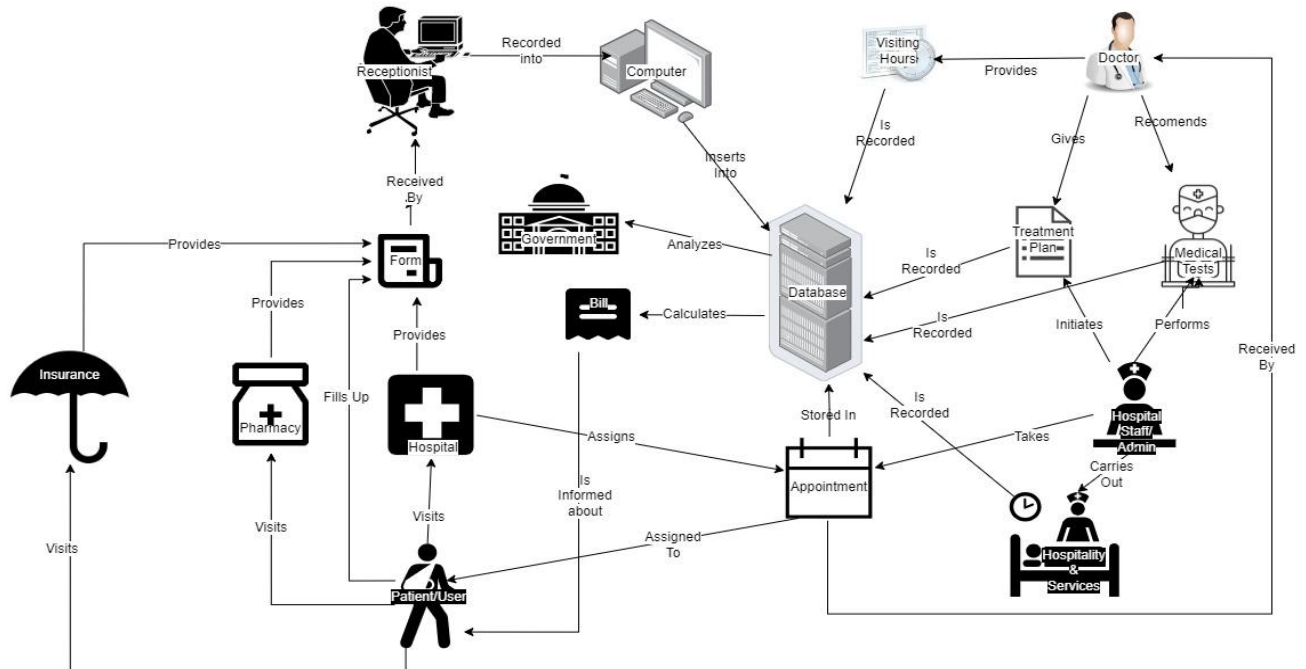 Recorded
into
Receptionist
Computer
Visiting
Hours
Provides
Doctor
Is
Recorded
Gives
Recomends
Inserts
Into
Received
By
Provides
Form
Government
Analyzes
Treatment
Plan
Medical
Tests
Is
Recorded
Database
Provides
Bill
Calculates
Provides
Is
Recorded
Initiates
Performs
Received
By
Insurance
Fills Up
Pharmacy
Hospital
Assigns
Stored In
Is
Recorded
Takes
Hospital
Staff/
Admin
Carries
Out
Appointment
Is
Informed
about
Visits
Visits
Visits
Assigned
To
Patient/User
Hospitality
&
Services